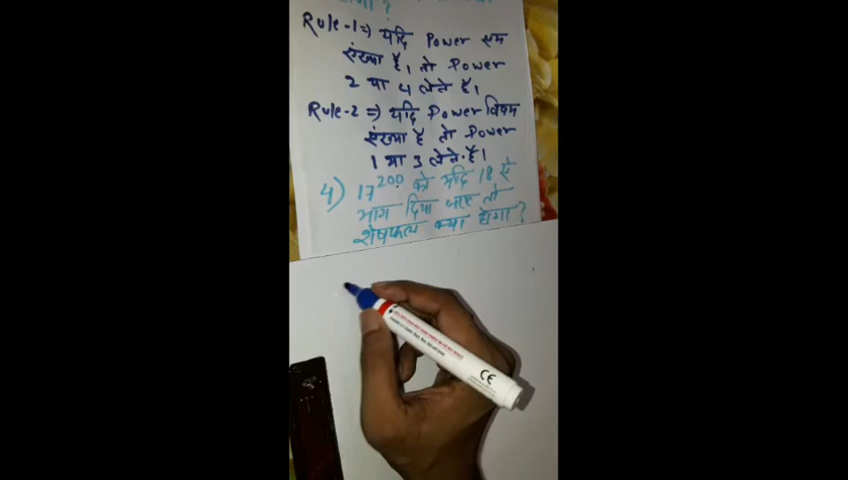 Rule-1 => यदि Power सम
संख्या है, तो Power
2 या 4 लेते हैं।
Rule-2 => यदि Power विषम
संख्या है तो Power
1 या 3 लेते है।
4) 17²⁰⁰ को यदि 18 से
भाग दिया जाए तो
शेषफल क्या होगा?
CE